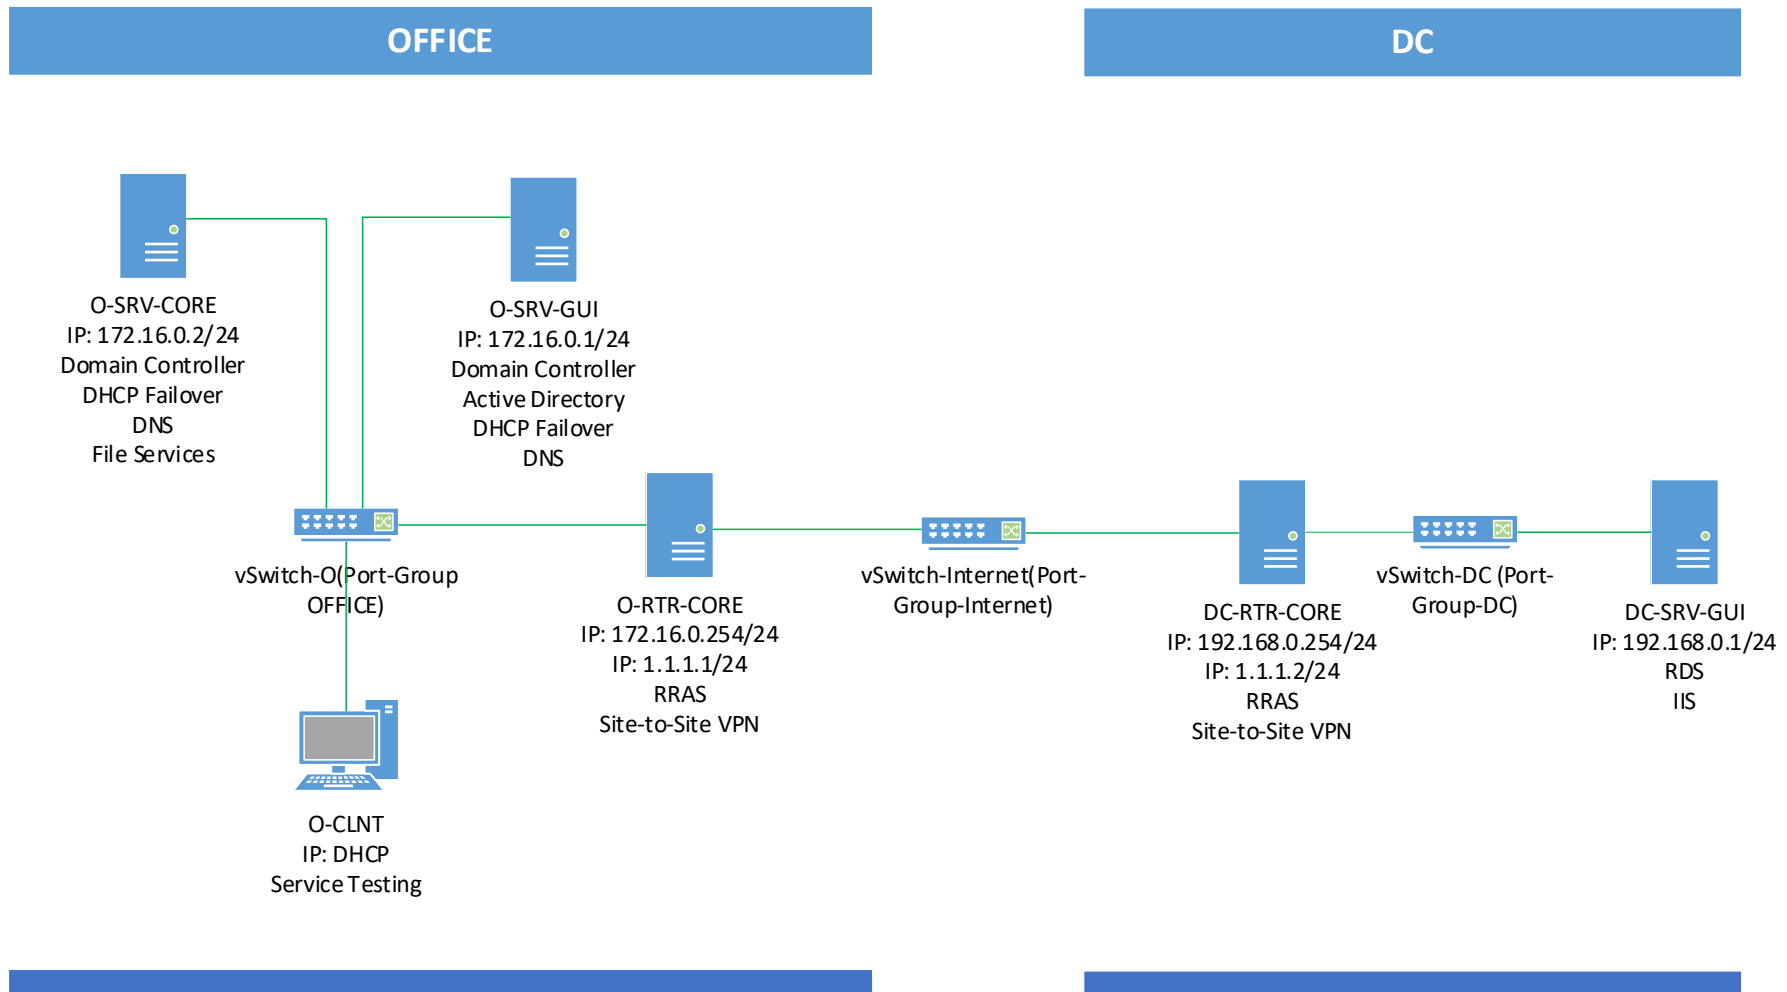 OFFICE
DC
O-SRV-CORE
IP: 172.16.0.2/24
Domain Controller
DHCP Failover
DNS
File Services
O-SRV-GUI
IP: 172.16.0.1/24
Domain Controller
Active Directory
DHCP Failover
DNS
vSwitch-O(Port-Group
OFFICE)
O-RTR-CORE
IP: 172.16.0.254/24
IP: 1.1.1.1/24
RRAS
Site-to-Site VPN
vSwitch-Internet(Port-
Group-Internet)
DC-RTR-CORE
IP: 192.168.0.254/24
IP: 1.1.1.2/24
RRAS
Site-to-Site VPN
vSwitch-DC (Port-
Group-DC)
DC-SRV-GUI
IP: 192.168.0.1/24
RDS
IIS
O-CLNT
IP: DHCP
Service Testing